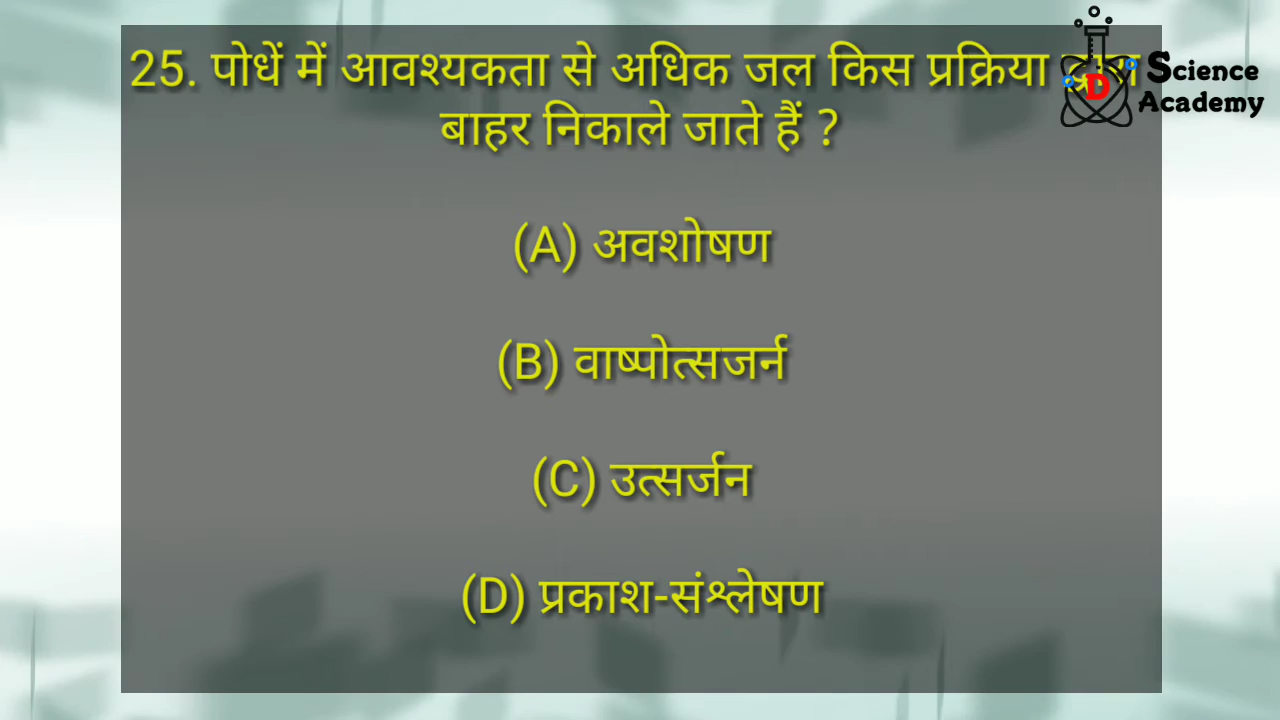 25. पोधें में आवश्यकता से अधिक जल किस प्रक्रिया
बाहर निकाले जाते हैं ?
(A) अवशोषण
(B) वाष्पोत्सजर्न
(C) उत्सर्जन
(D) प्रकाश-संश्लेषण
D Science
Academy